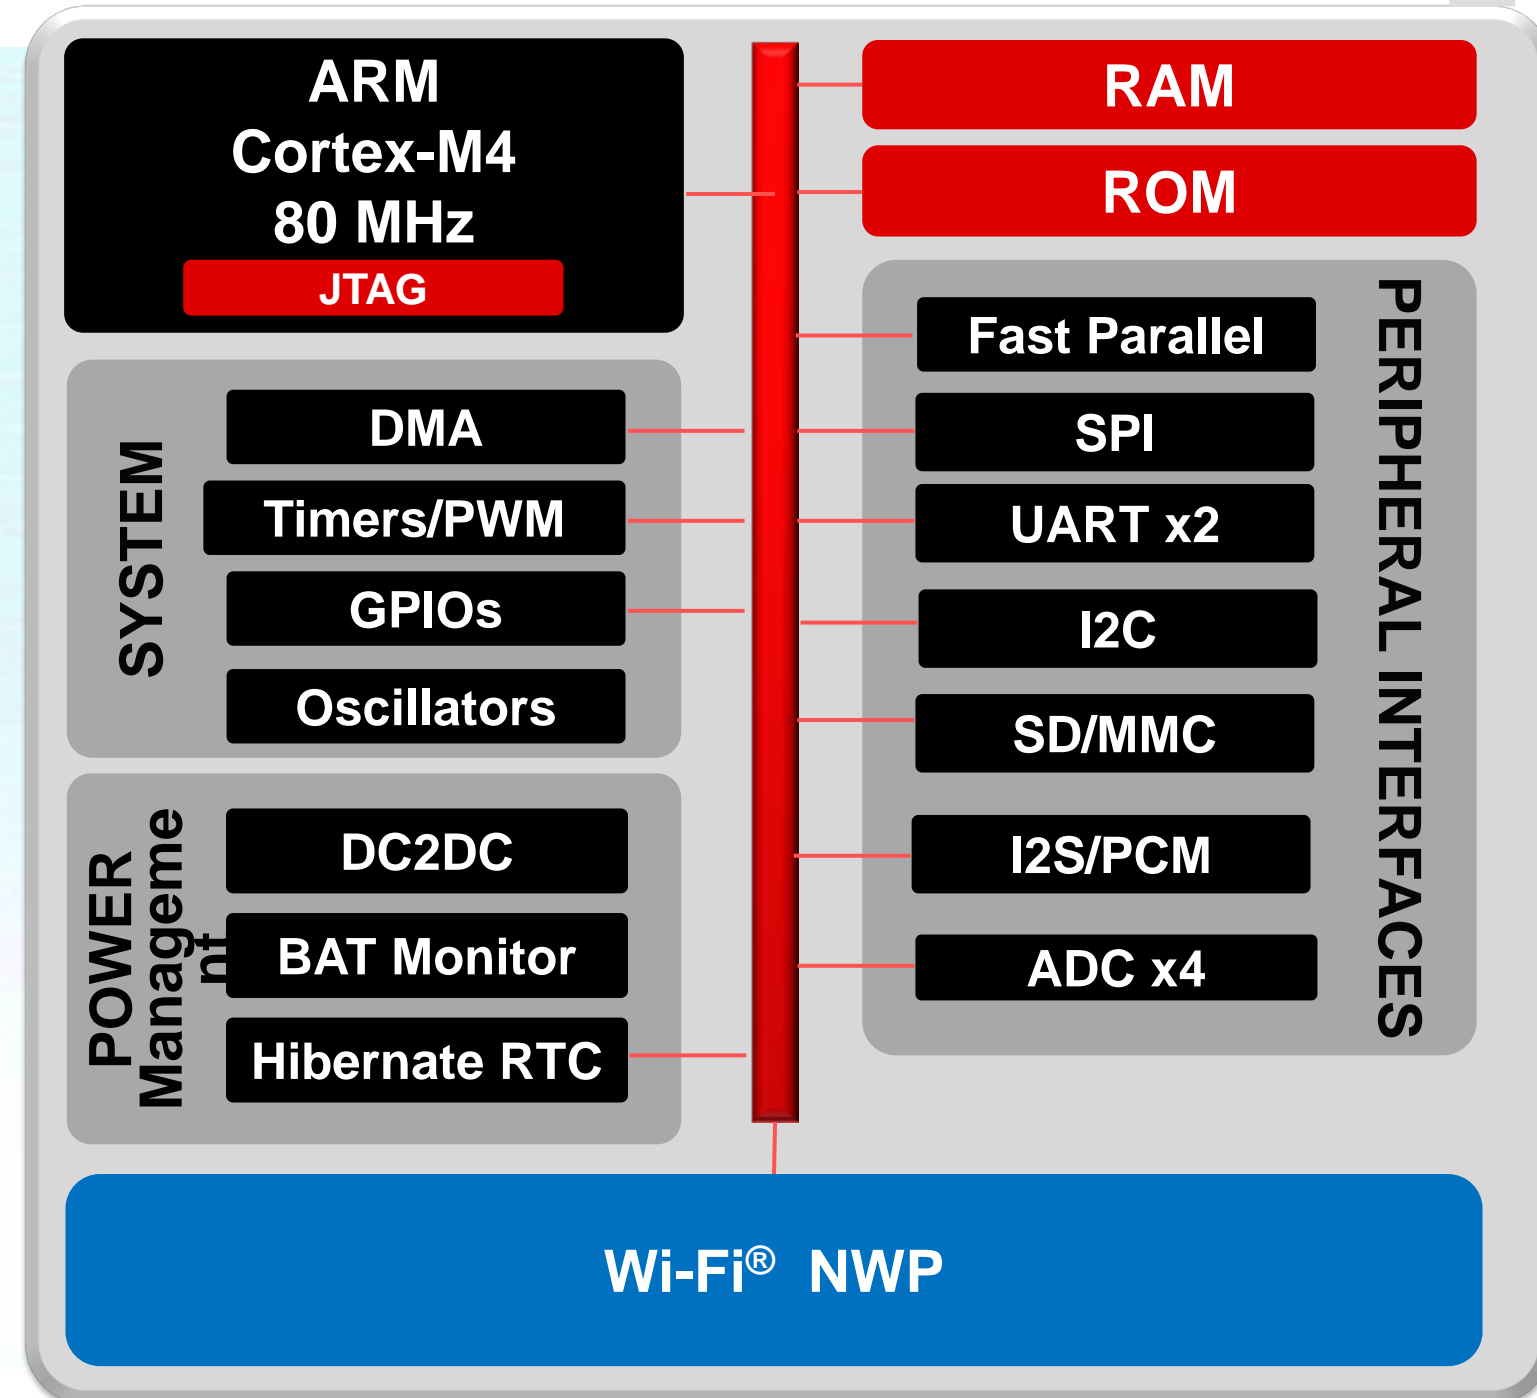 ARM
Cortex-M4
80 MHz
JTAG
SYSTEM
DMA
Timers/PWM
GPIOs
Oscillators
POWER
Manageme
nt
DC2DC
BAT Monitor
Hibernate RTC
RAM
ROM
PERIPHERAL INTERFACES
Fast Parallel
SPI
UART x2
I2C
SD/MMC
I2S/PCM
ADC x4
Wi-Fi® NWP